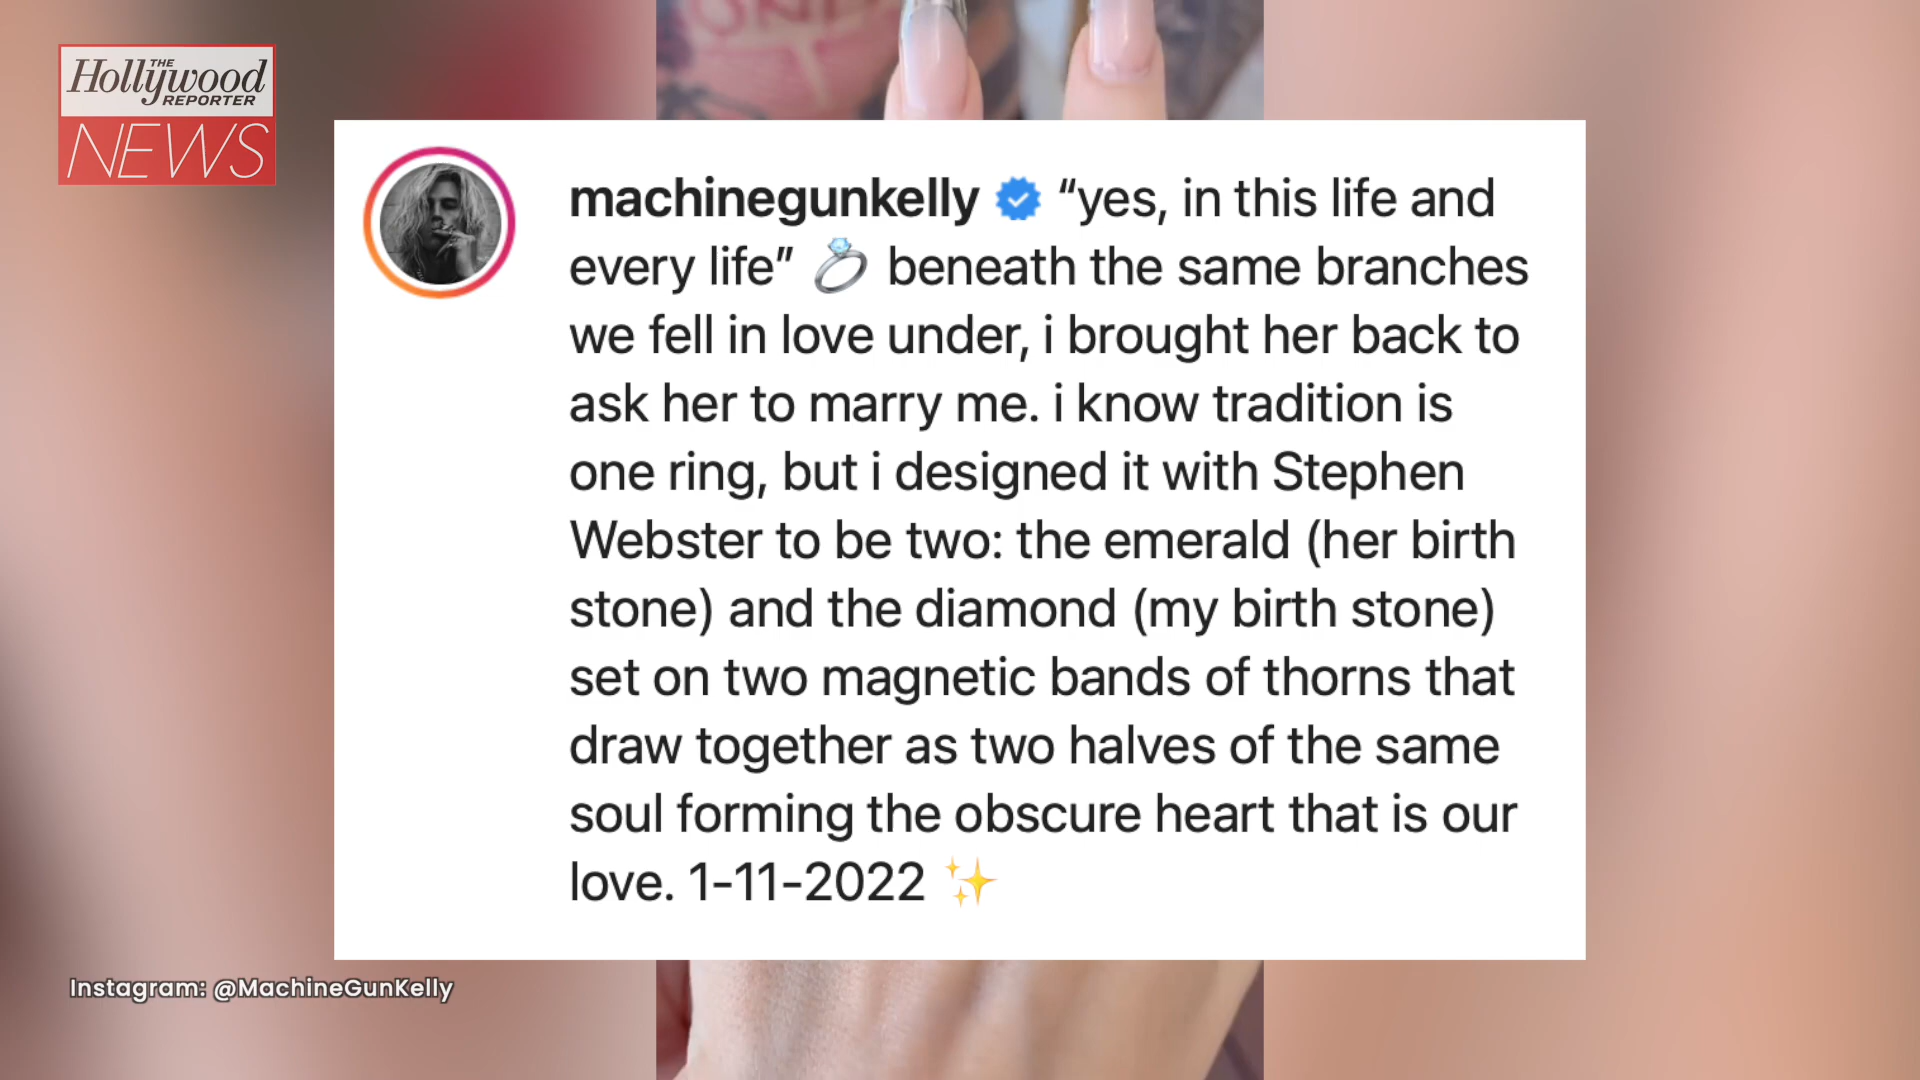 THE
Hollywood
REPORTER
NEWS
machinegunkelly “yes, in this life and
every life” 💍 beneath the same branches
we fell in love under, i brought her back to
ask her to marry me. i know tradition is
one ring, but i designed it with Stephen
Webster to be two: the emerald (her birth
stone) and the diamond (my birth stone)
set on two magnetic bands of thorns that
draw together as two halves of the same
soul forming the obscure heart that is our
love. 1-11-2022 ✨
Instagram: @MachineGunKelly